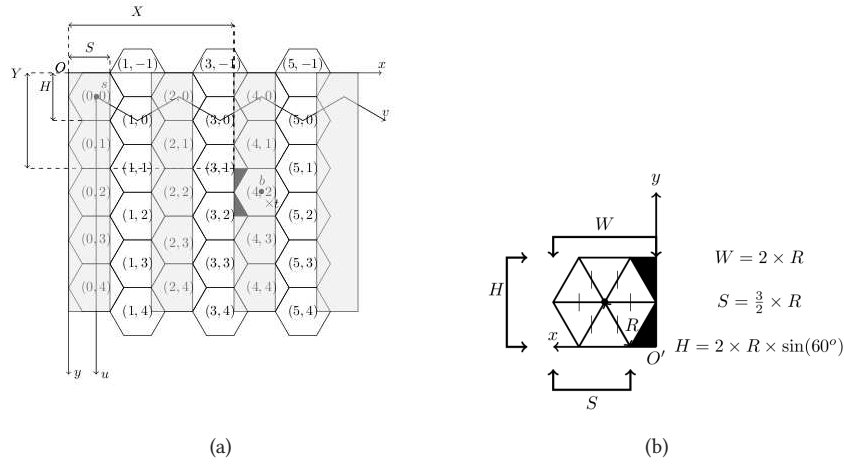 X
S
Y
O
x
H
s
(1, −1) (3, −1) (5, −1)
(0, 0) (2, 0) (4, 0)
(1, 0) (3, 0) (5, 0)
v
(0, 1) (2, 1) (4, 1)
(1, 1) (3, 1) (5, 1)
b
(0, 2) (2, 2) (4, 2)
×t
(1, 2) (3, 2) (5, 2)
(0, 3) (2, 3) (4, 3)
(1, 3) (3, 3) (5, 3)
(0, 4) (2, 4) (4, 4)
(1, 4) (3, 4) (5, 4)
y u
(a)
y
W
H
R
x
O′
S
W = 2 × R
S = 3/2 × R
H = 2 × R × sin(60°)
(b)